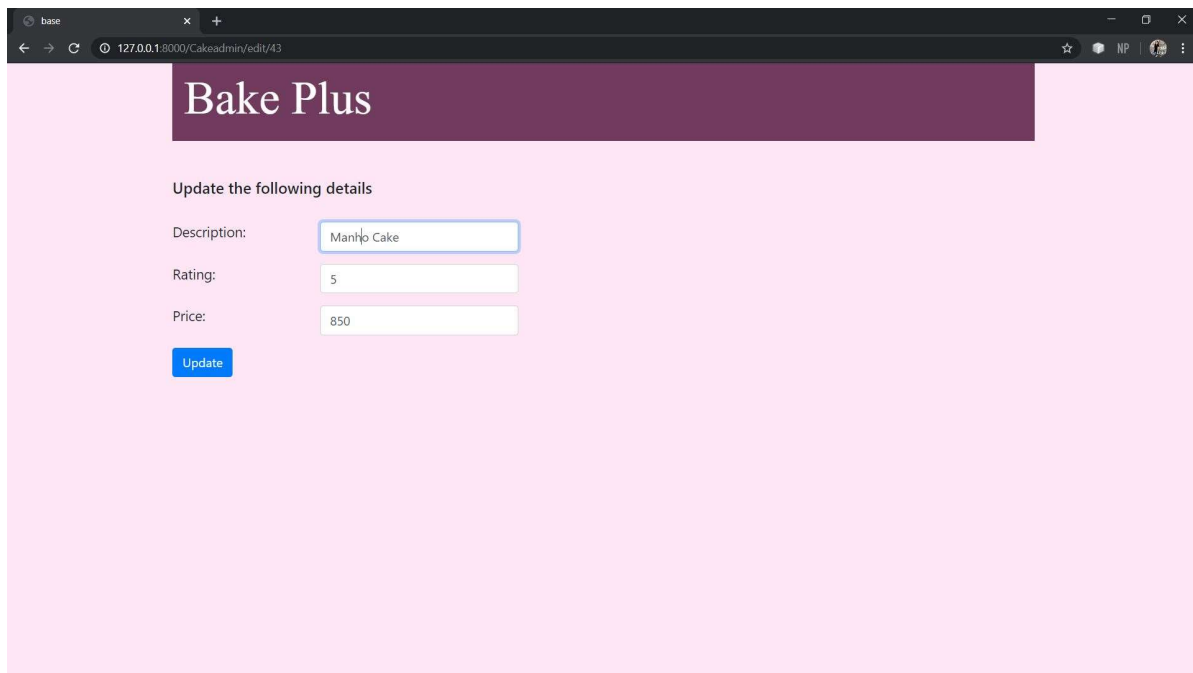 base
127.0.0.1:8000/Cakeadmin/edit/43
NP
Bake Plus
Update the following details
Description:
Manho Cake
Rating:
5
Price:
850
Update